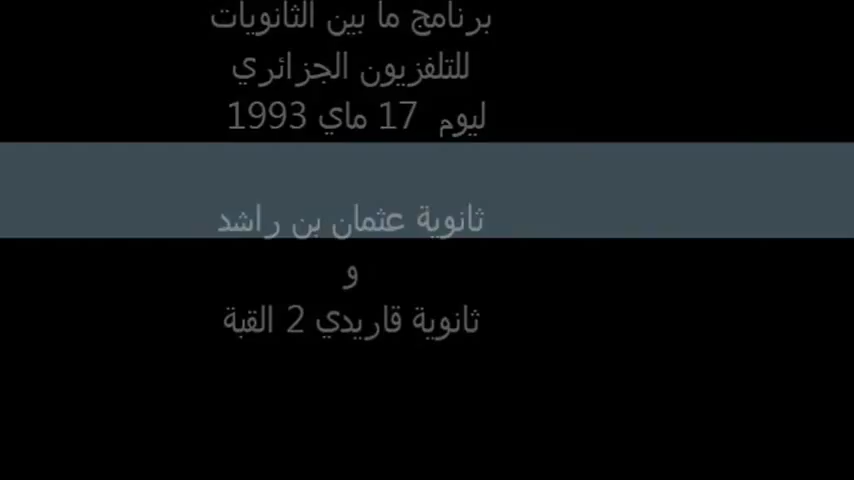 برنامج ما بين الثانويات
للتلفزيون الجزائري
ليوم 17 ماي 1993
ثانوية عثمان بن راشد
و
ثانوية قاريدي 2 القبة